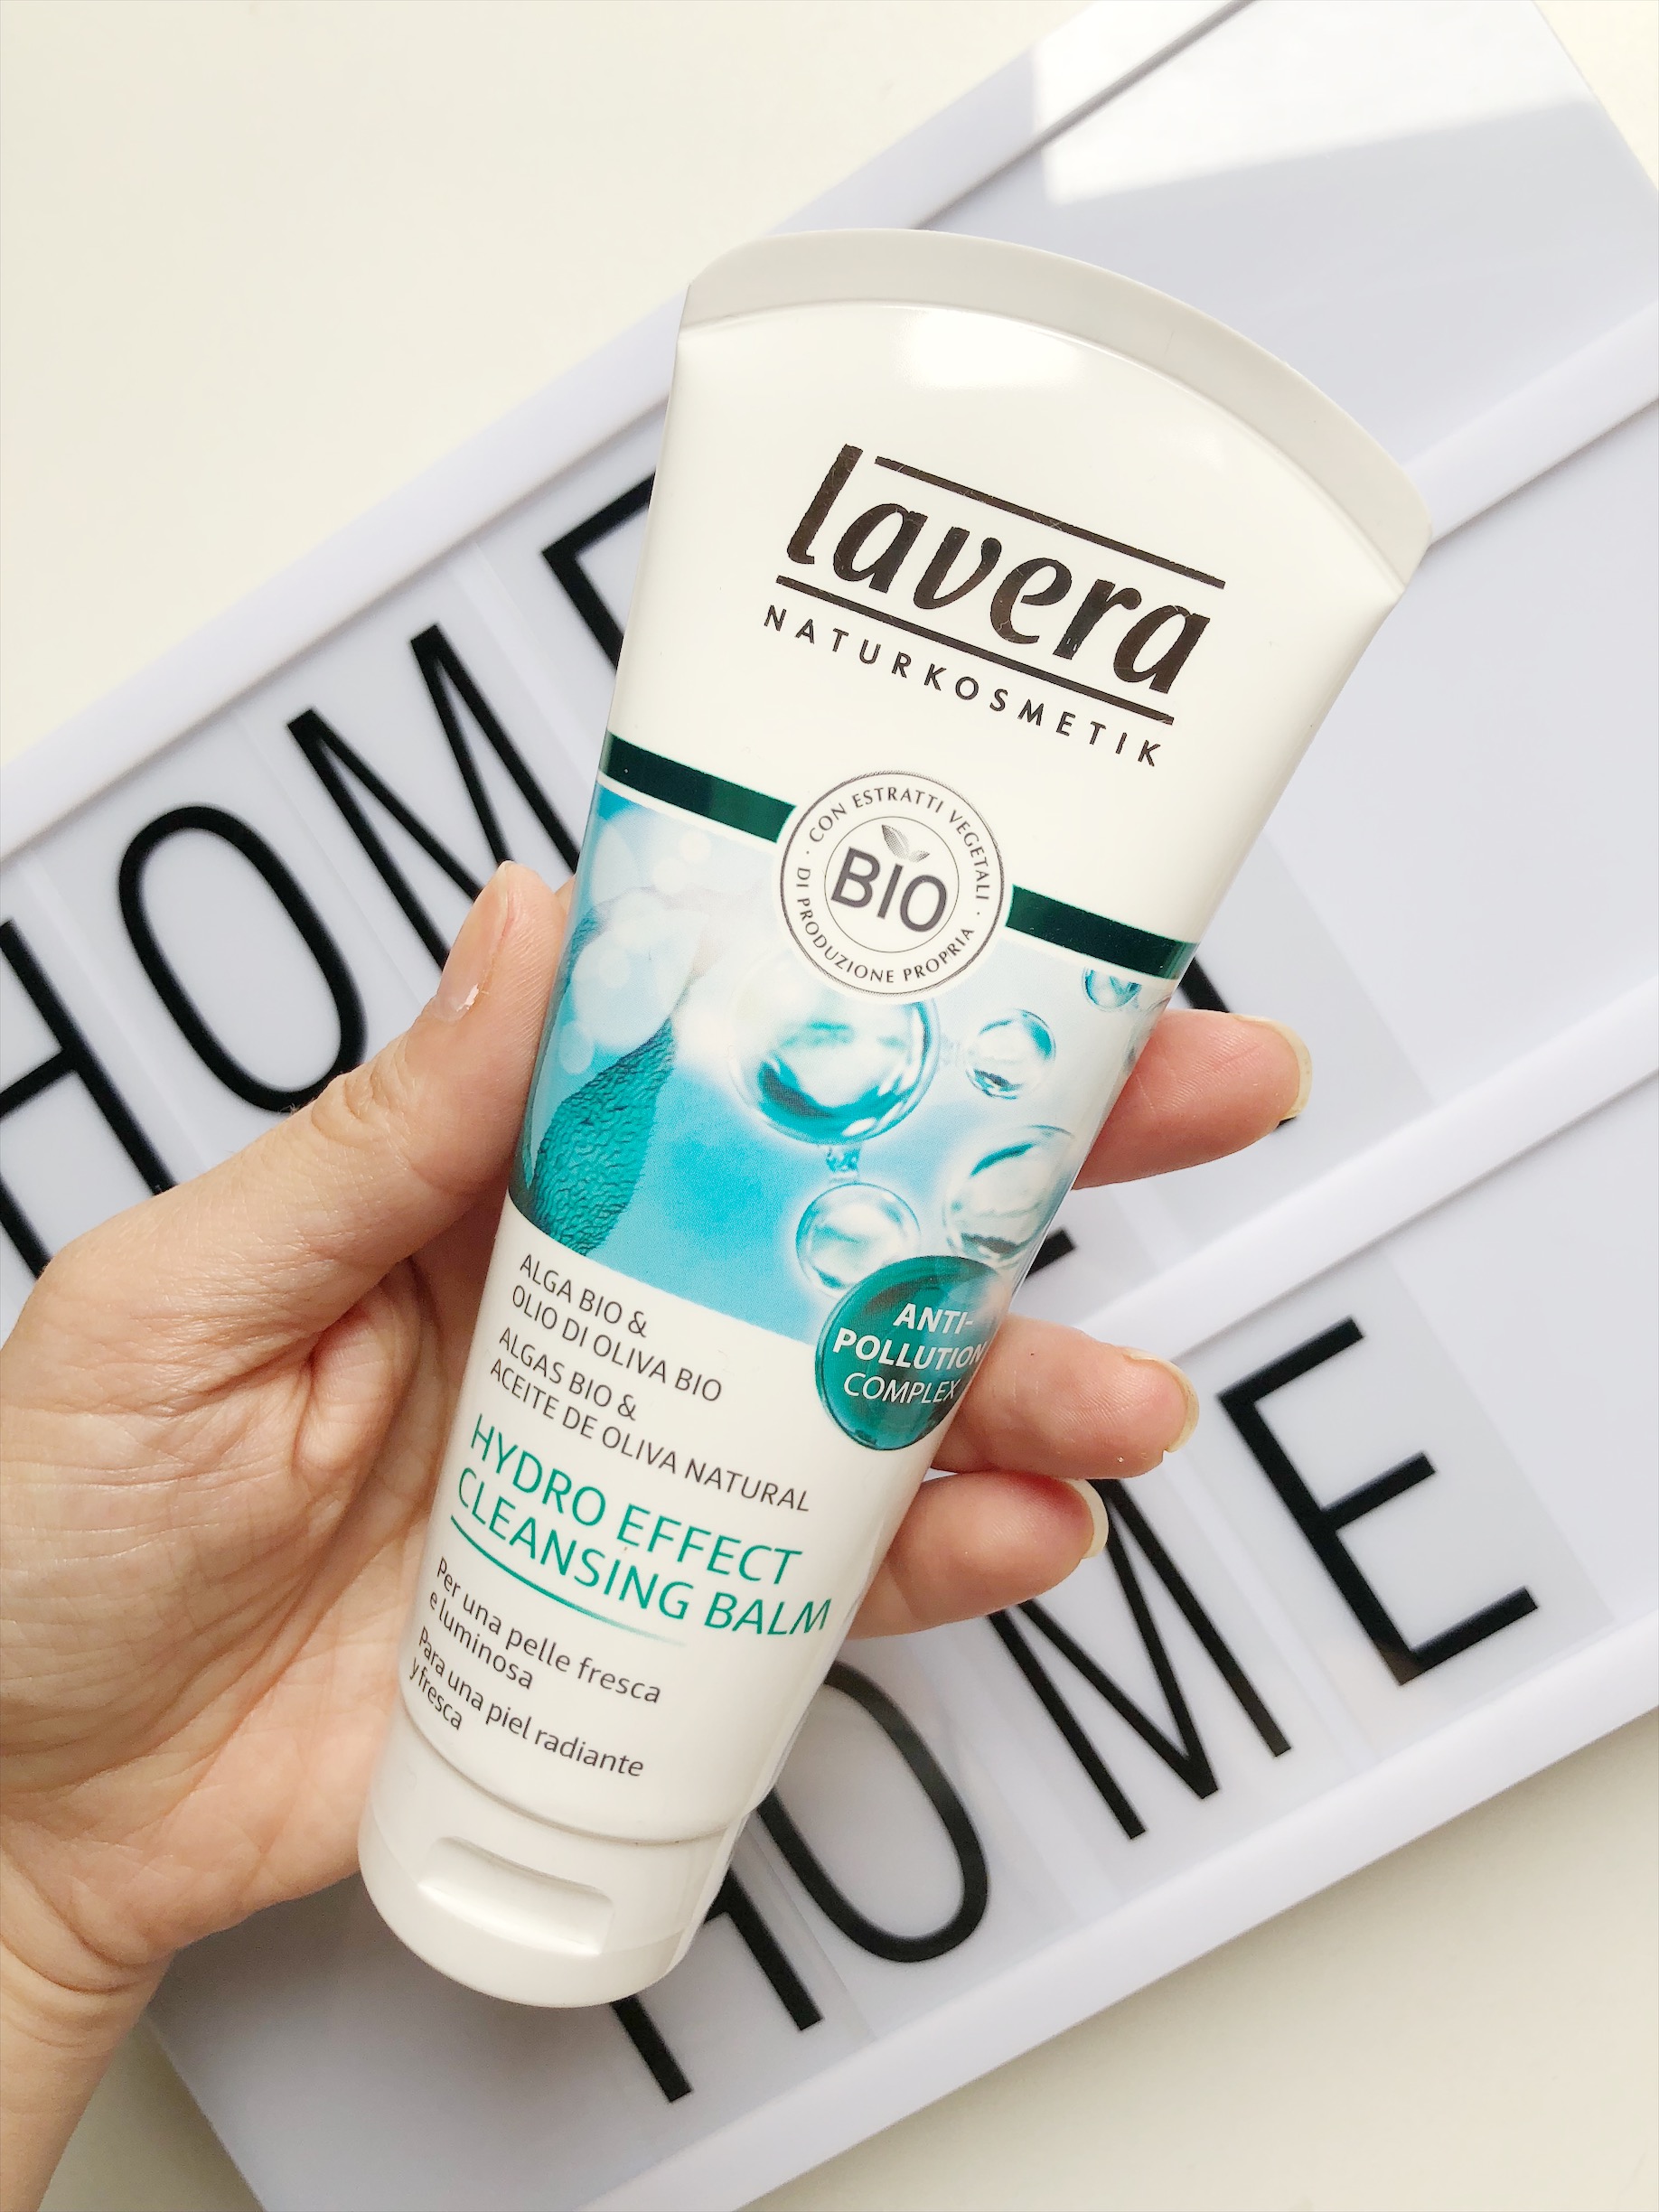 lavera
NATURKOSMETIK
· CON ESTRATTI VEGETALI ·
DI PRODUZIONE PROPRIA
BIO
ANTI-
POLLUTION
COMPLEX
ALGA BIO &
OLIO DI OLIVA BIO
ALGAS BIO &
ACEITE DE OLIVA NATURAL
HYDRO EFFECT
CLEANSING BALM
Per una pelle fresca
e luminosa
Para una piel radiante
y fresca
HOME
HOME